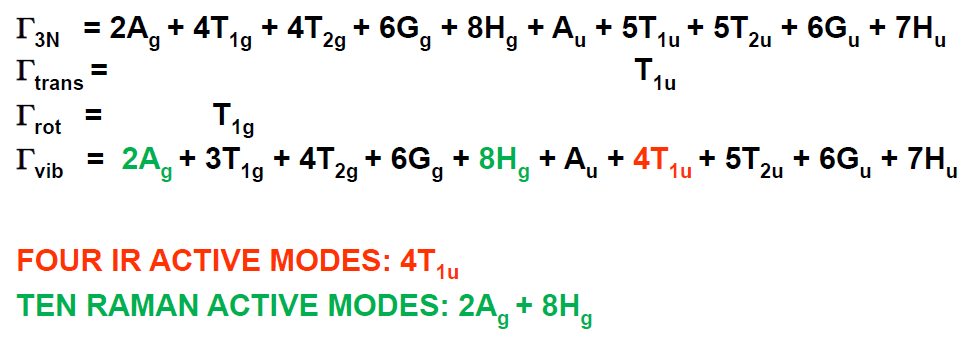 Γ3N = 2Ag + 4T1g + 4T2g + 6Gg + 8Hg + Au + 5T1u + 5T2u + 6Gu + 7Hu
Γtrans = T1u
Γrot = T1g
Γvib = 2Ag + 3T1g + 4T2g + 6Gg + 8Hg + Au + 4T1u + 5T2u + 6Gu + 7Hu
FOUR IR ACTIVE MODES: 4T1u
TEN RAMAN ACTIVE MODES: 2Ag + 8Hg